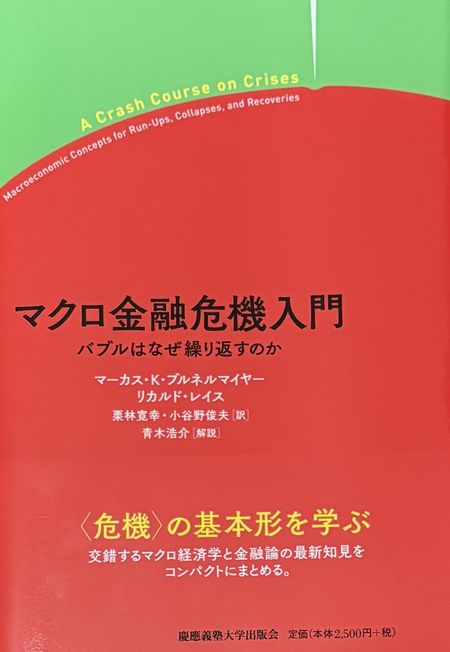 A Crash Course on Crises
Macroeconomic Concepts for Run-Ups, Collapses, and Recoveries
マクロ金融危機入門
バブルはなぜ繰り返すのか
マーカス・K・ブルネルマイヤー
リカルド・レイス
栗林寛幸・小谷野俊夫[訳]
青木浩介[解説]
〈危機〉の基本形を学ぶ
交錯するマクロ経済学と金融論の最新知見を
コンパクトにまとめる。
慶應義塾大学出版会 定価(本体2,500円+税)